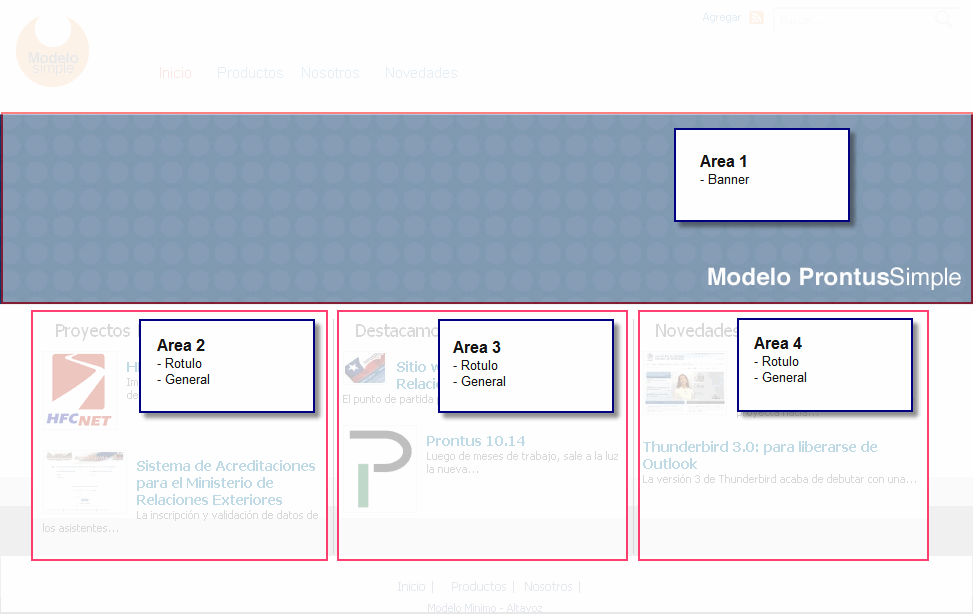 Agregar
Modelo
simple
Inicio Productos Nosotros Novedades
Area 1
- Banner
Modelo ProntusSimple
Proyectos
Area 2
- Rotulo
- General
HFCNET
Sistema de Acreditaciones
para el Ministerio de
Relaciones Exteriores
La inscripción y validación de datos de
los asistentes...
Area 3
- Rotulo
- General
Sitio
El punto de partida
Prontus 10.14
Luego de meses de trabajo, sale a la luz
la nueva...
Novedades
Area 4
- Rotulo
- General
Thunderbird 3.0: para liberarse de
Outlook
La versión 3 de Thunderbird acaba de debutar con una...
Inicio | Productos | Nosotros |
Modelo Minimo - Altavoz